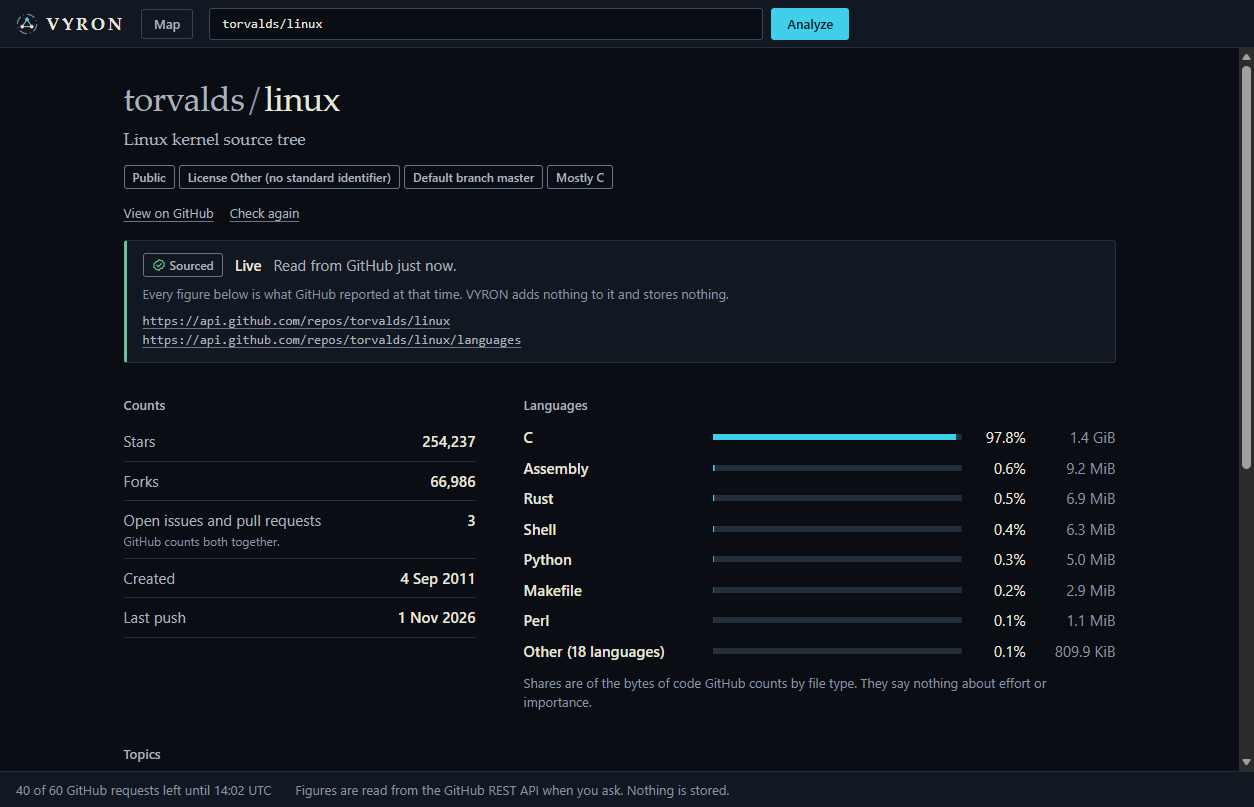 VYRON
Map
torvalds/linux
Analyze
torvalds/linux
Linux kernel source tree
Public
License Other (no standard identifier)
Default branch master
Mostly C
View on GitHub
Check again
Sourced
Live
Read from GitHub just now.
Every figure below is what GitHub reported at that time. VYRON adds nothing to it and stores nothing.
https://api.github.com/repos/torvalds/linux
https://api.github.com/repos/torvalds/linux/languages
Counts
Stars 254,237
Forks 66,986
Open issues and pull requests 3
GitHub counts both together.
Created 4 Sep 2011
Last push 1 Nov 2026
Languages
C 97.8% 1.4 GiB
Assembly 0.6% 9.2 MiB
Rust 0.5% 6.9 MiB
Shell 0.4% 6.3 MiB
Python 0.3% 5.0 MiB
Makefile 0.2% 2.9 MiB
Perl 0.1% 1.1 MiB
Other (18 languages) 0.1% 809.9 KiB
Shares are of the bytes of code GitHub counts by file type. They say nothing about effort or
importance.
Topics
40 of 60 GitHub requests left until 14:02 UTC
Figures are read from the GitHub REST API when you ask. Nothing is stored.